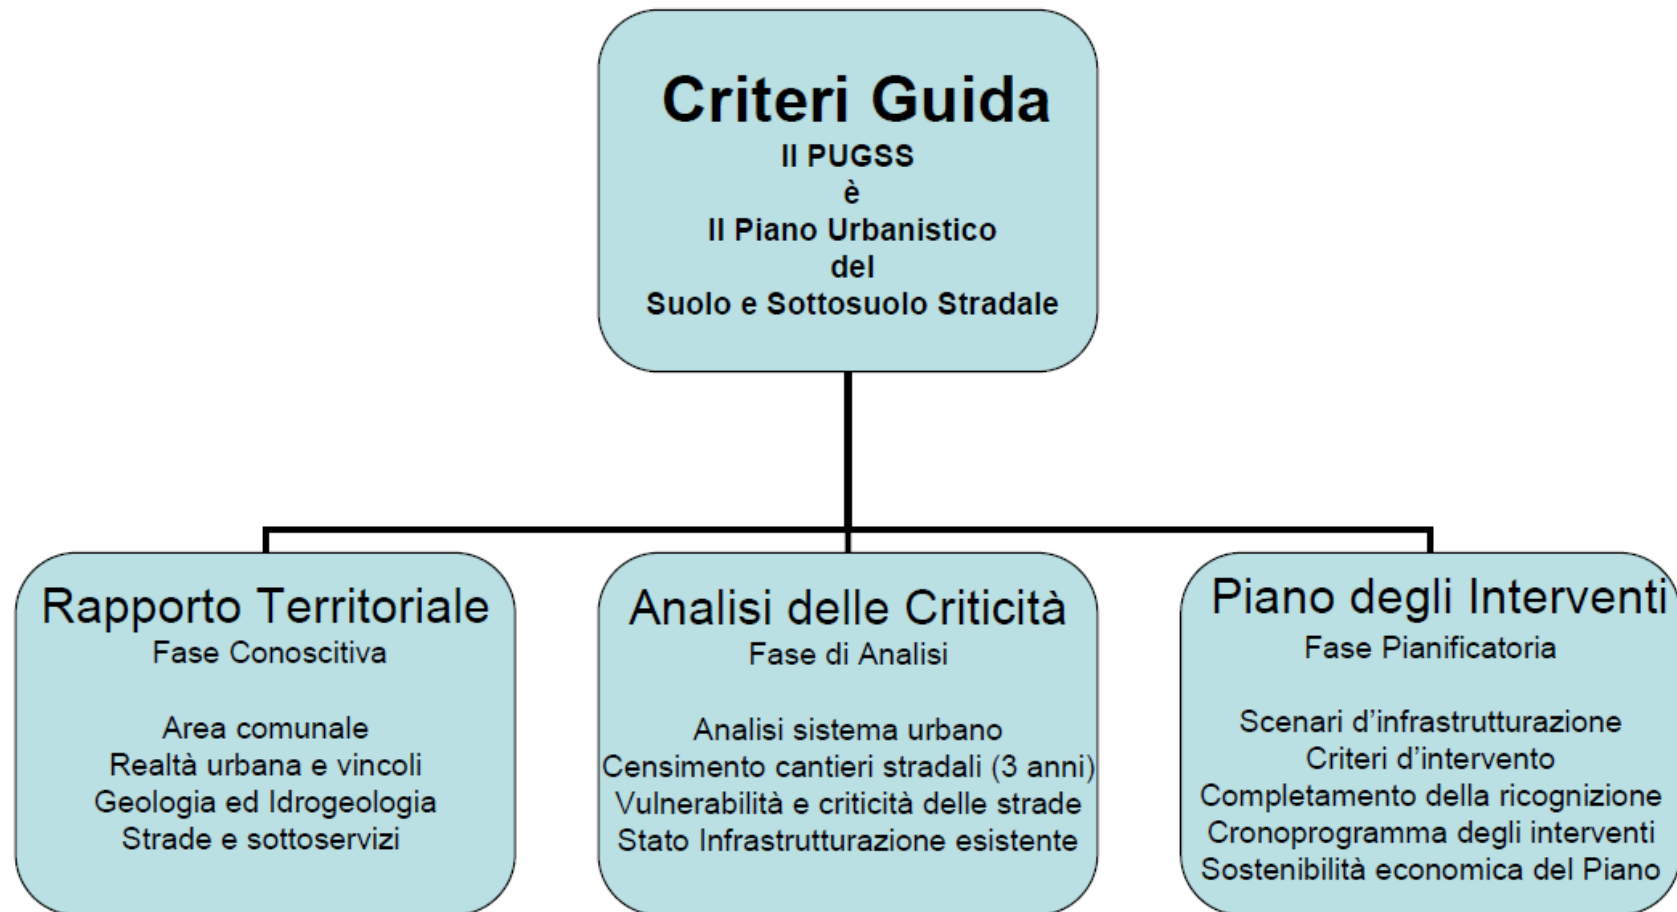 Criteri Guida
Il PUGSS
è
Il Piano Urbanistico
del
Suolo e Sottosuolo Stradale
Rapporto Territoriale
Fase Conoscitiva
Area comunale
Realtà urbana e vincoli
Geologia ed Idrogeologia
Strade e sottoservizi
Analisi delle Criticità
Fase di Analisi
Analisi sistema urbano
Censimento cantieri stradali (3 anni)
Vulnerabilità e criticità delle strade
Stato Infrastrutturazione esistente
Piano degli Interventi
Fase Pianificatoria
Scenari d'infrastrutturazione
Criteri d'intervento
Completamento della ricognizione
Cronoprogramma degli interventi
Sostenibilità economica del Piano